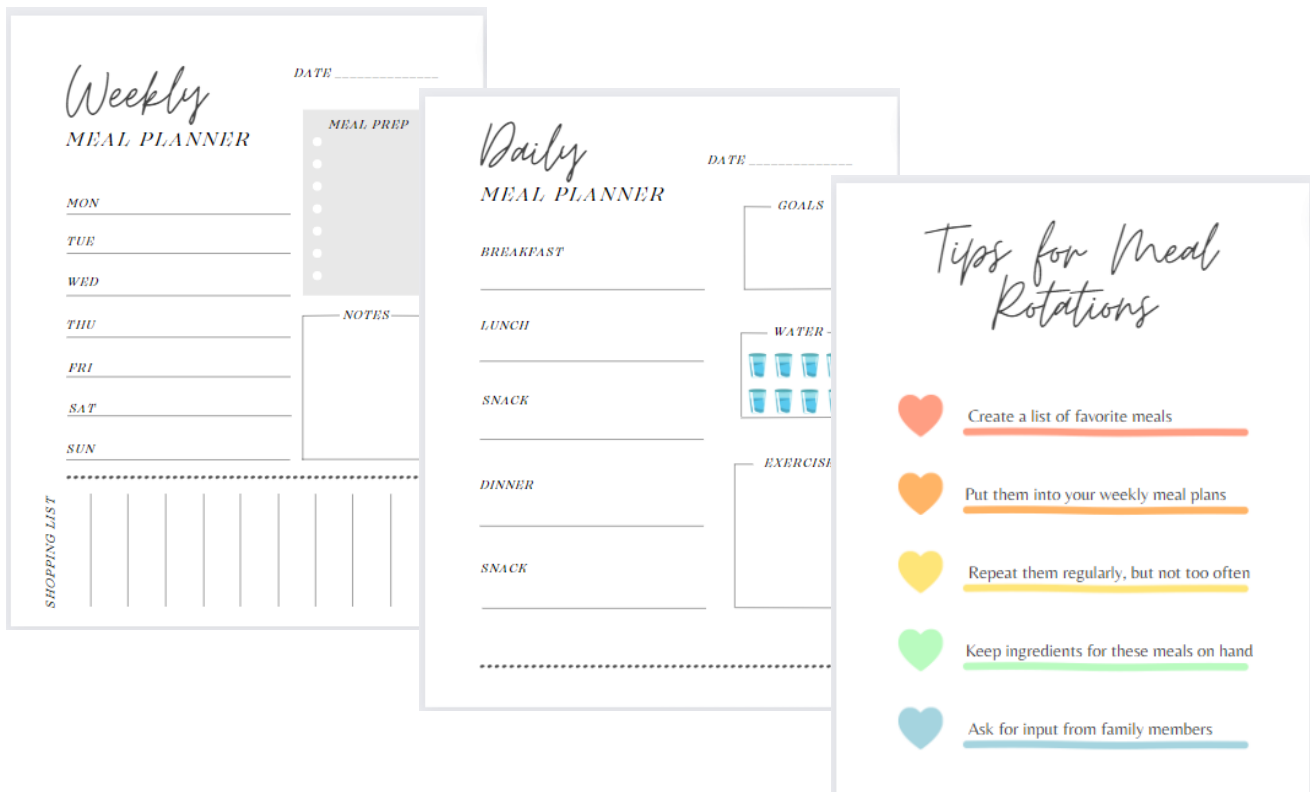 Weekly
MEAL PLANNER
DATE ______________
MEAL PREP
MON
TUE
WED
THU
FRI
SAT
SUN
NOTES
SHOPPING LIST
Daily
MEAL PLANNER
DATE ______________
BREAKFAST
LUNCH
SNACK
DINNER
SNACK
GOALS
WATER
EXERCISE
Tips for Meal
Rotations
Create a list of favorite meals
Put them into your weekly meal plans
Repeat them regularly, but not too often
Keep ingredients for these meals on hand
Ask for input from family members